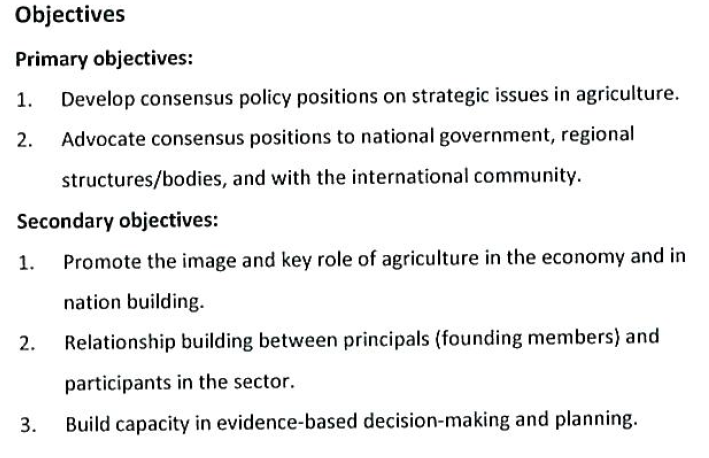 Objectives
Primary objectives:
1. Develop consensus policy positions on strategic issues in agriculture.
2. Advocate consensus positions to national government, regional
structures/bodies, and with the international community.
Secondary objectives:
1. Promote the image and key role of agriculture in the economy and in
nation building.
2. Relationship building between principals (founding members) and
participants in the sector.
3. Build capacity in evidence-based decision-making and planning.